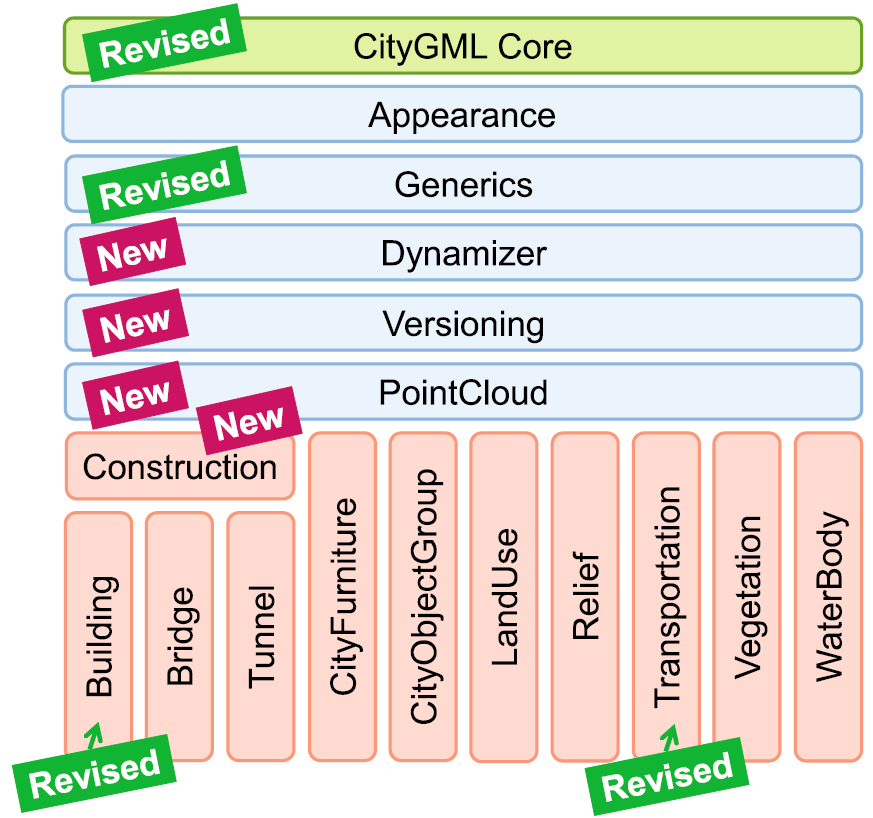 Revised
CityGML Core
Appearance
Revised
Generics
New
Dynamizer
New
Versioning
New
PointCloud
New
Construction
Building
Bridge
Tunnel
CityFurniture
CityObjectGroup
LandUse
Relief
Transportation
Vegetation
WaterBody
Revised
Revised